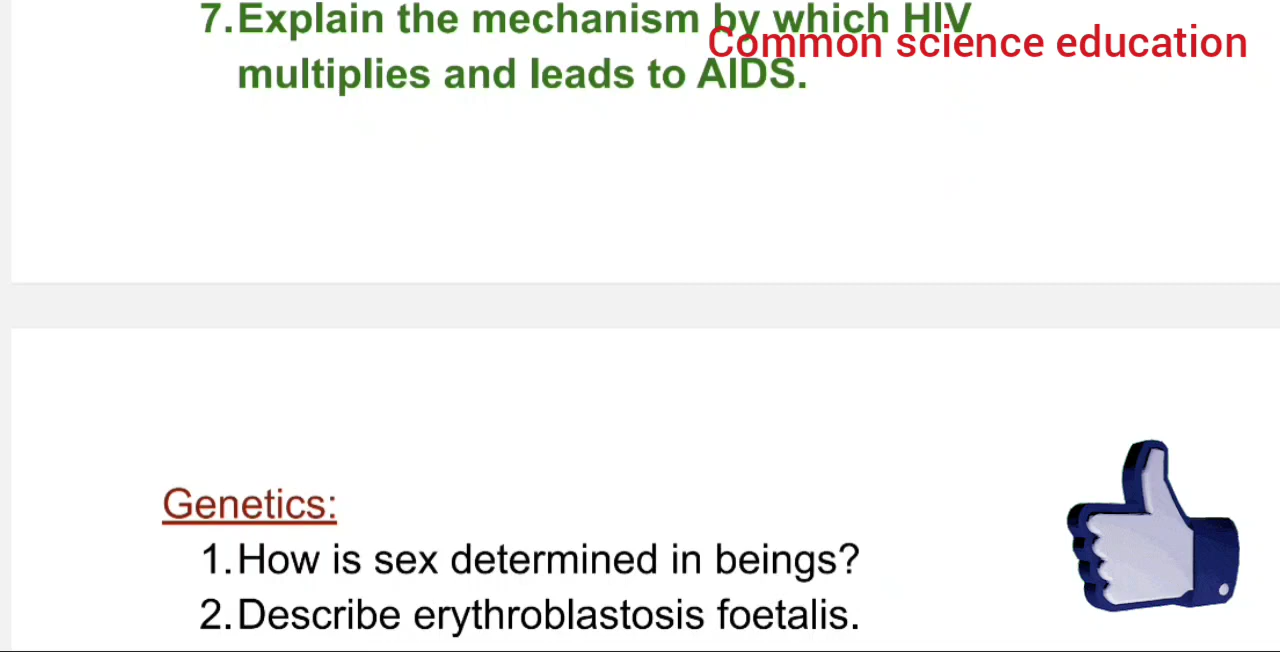 7.Explain the mechanism by which HIV
Common science education
multiplies and leads to AIDS.
Genetics:
1.How is sex determined in beings?
2.Describe erythroblastosis foetalis.